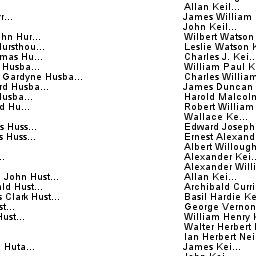 Allan Keil...
r...
James William
John Keil...
hn Hur...
Wilbert Watson
Hursthou...
Leslie Watson K
mas Hu...
Charles J. Kei...
Husba...
William Paul K
Gardyne Husba...
Charles William
rd Husba...
James Duncan
Husba...
Harold Malcolm
d Hu...
Robert William
Wallace Ke...
s Huss...
Edward Joseph
s Huss...
Ernest Alexand
Albert Willough
...
Alexander Kei...
Alexander Willi
John Hust...
Allan Kei...
ald Hust...
Archibald Curri
s Clark Hust...
Basil Hardie Ke
st...
George Vernon
Hust...
William Henry K
Walter Herbert
Ian Herbert Nei
Huta...
James Kei...